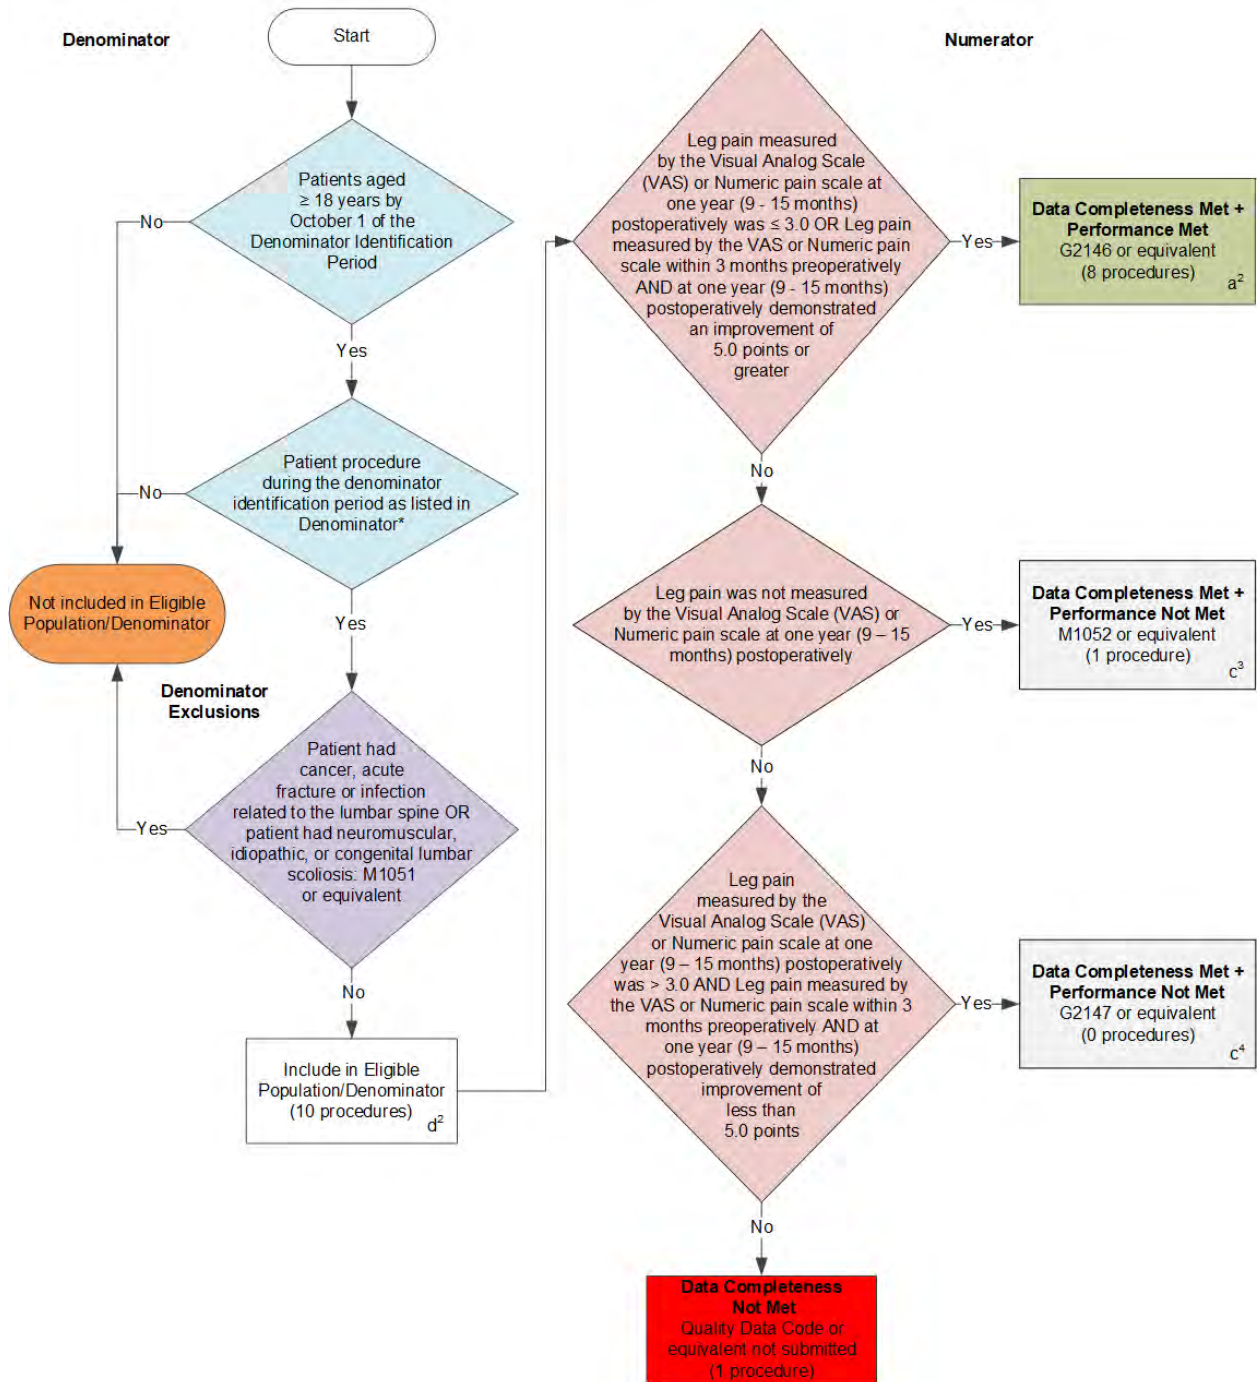 Denominator
Start
Numerator
Patients aged
≥ 18 years by
October 1 of the
Denominator Identification
Period
No
Yes
Patient procedure
during the denominator
identification period as listed in
Denominator*
No
Yes
Not included in Eligible
Population/Denominator
Denominator
Exclusions
Patient had
cancer, acute
fracture or infection
related to the lumbar spine OR
patient had neuromuscular,
idiopathic, or congenital lumbar
scoliosis: M1051
or equivalent
Yes
No
Include in Eligible
Population/Denominator
(10 procedures)
d²
Leg pain measured
by the Visual Analog Scale
(VAS) or Numeric pain scale at
one year (9 - 15 months)
postoperatively was ≤ 3.0 OR Leg pain
measured by the VAS or Numeric pain
scale within 3 months preoperatively
AND at one year (9 - 15 months)
postoperatively demonstrated
an improvement of
5.0 points or
greater
Yes
Data Completeness Met +
Performance Met
G2146 or equivalent
(8 procedures)
a²
No
Leg pain was not measured
by the Visual Analog Scale (VAS) or
Numeric pain scale at one year (9 – 15
months) postoperatively
Yes
Data Completeness Met +
Performance Not Met
M1052 or equivalent
(1 procedure)
c³
No
Leg pain
measured by the
Visual Analog Scale (VAS)
or Numeric pain scale at one
year (9 – 15 months) postoperatively
was > 3.0 AND Leg pain measured by
the VAS or Numeric pain scale within 3
months preoperatively AND at
one year (9 – 15 months)
postoperatively demonstrated
improvement of
less than
5.0 points
Yes
Data Completeness Met +
Performance Not Met
G2147 or equivalent
(0 procedures)
c⁴
No
Data Completeness
Not Met
Quality Data Code or
equivalent not submitted
(1 procedure)